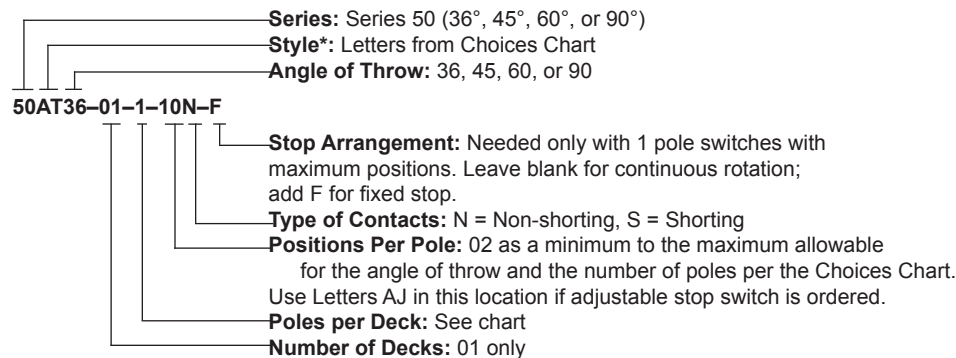 Series: Series 50 (36°, 45°, 60°, or 90°)
Style*: Letters from Choices Chart
Angle of Throw: 36, 45, 60, or 90
50AT36–01–1–10N–F
Stop Arrangement: Needed only with 1 pole switches with
maximum positions. Leave blank for continuous rotation;
add F for fixed stop.
Type of Contacts: N = Non-shorting, S = Shorting
Positions Per Pole: 02 as a minimum to the maximum allowable
for the angle of throw and the number of poles per the Choices Chart.
Use Letters AJ in this location if adjustable stop switch is ordered.
Poles per Deck: See chart
Number of Decks: 01 only